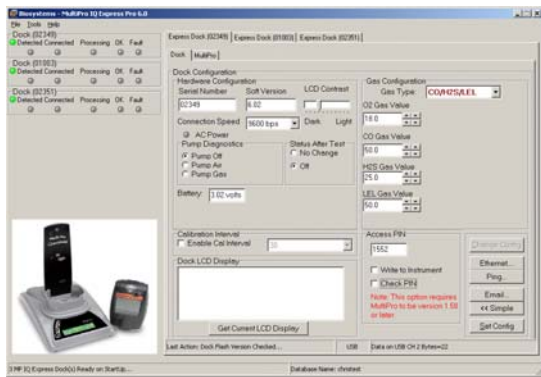 Biosystems - MultiPro IQ Express Pro 6.0
File Tools Help
Dock (02349)
Detected Connected Processing OK Fault
Dock (01083)
Detected Connected Processing OK Fault
Dock (02351)
Detected Connected Processing OK Fault
Express Dock (02349) Express Dock (01083) Express Dock (02351)
Dock MultiPro
Dock Configuration
Hardware Configuration
Serial Number Soft Version LCD Contrast
02349 6.02
Connection Speed 9600 bps Dark Light
AC Power
Pump Diagnostics
Pump Off
Pump Air
Pump Gas
Status After Test
No Change
Off
Battery: 3.02 volts
Gas Configuration
Gas Type: CO/H2S/LEL
O2 Gas Value
18.0
CO Gas Value
50.0
H2S Gas Value
25.0
LEL Gas Value
50.0
Calibration Interval
Enable Cal Interval 30
Dock LCD Display
Get Current LCD Display
Access PIN
1552
Write to Instrument
Check PIN
Note: This option requires
MultiPro to be version 1.58
or later.
Change Config
Ethernet...
Ping...
Email...
<< Simple
Set Config
Last Action: Dock Flash Version Checked... USB Data on USB CH 2 Bytes=22
3 MP IQ Express Dock(s) Ready on StartUp... Database Name: christest